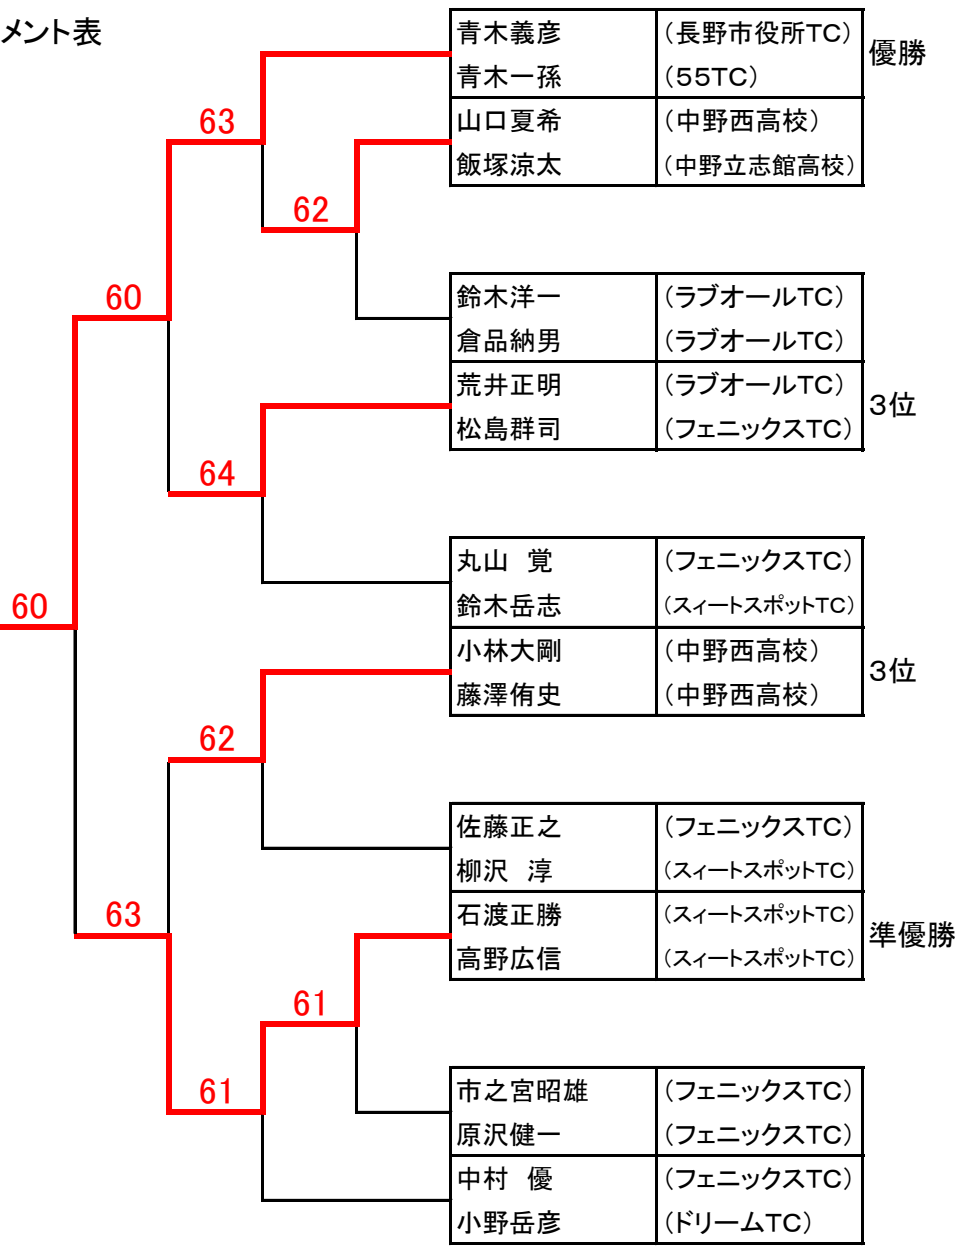 メント表
青木義彦 (長野市役所TC)
青木一孫 (55TC)
優勝
山口夏希 (中野西高校)
飯塚涼太 (中野立志館高校)
63
62
鈴木洋一 (ラブオールTC)
倉品納男 (ラブオールTC)
60
荒井正明 (ラブオールTC)
松島群司 (フェニックスTC)
3位
64
丸山 覚 (フェニックスTC)
鈴木岳志 (スィートスポットTC)
60
小林大剛 (中野西高校)
藤澤侑史 (中野西高校)
3位
62
佐藤正之 (フェニックスTC)
柳沢 淳 (スィートスポットTC)
63
石渡正勝 (スィートスポットTC)
高野広信 (スィートスポットTC)
準優勝
61
61
市之宮昭雄 (フェニックスTC)
原沢健一 (フェニックスTC)
中村 優 (フェニックスTC)
小野岳彦 (ドリームTC)